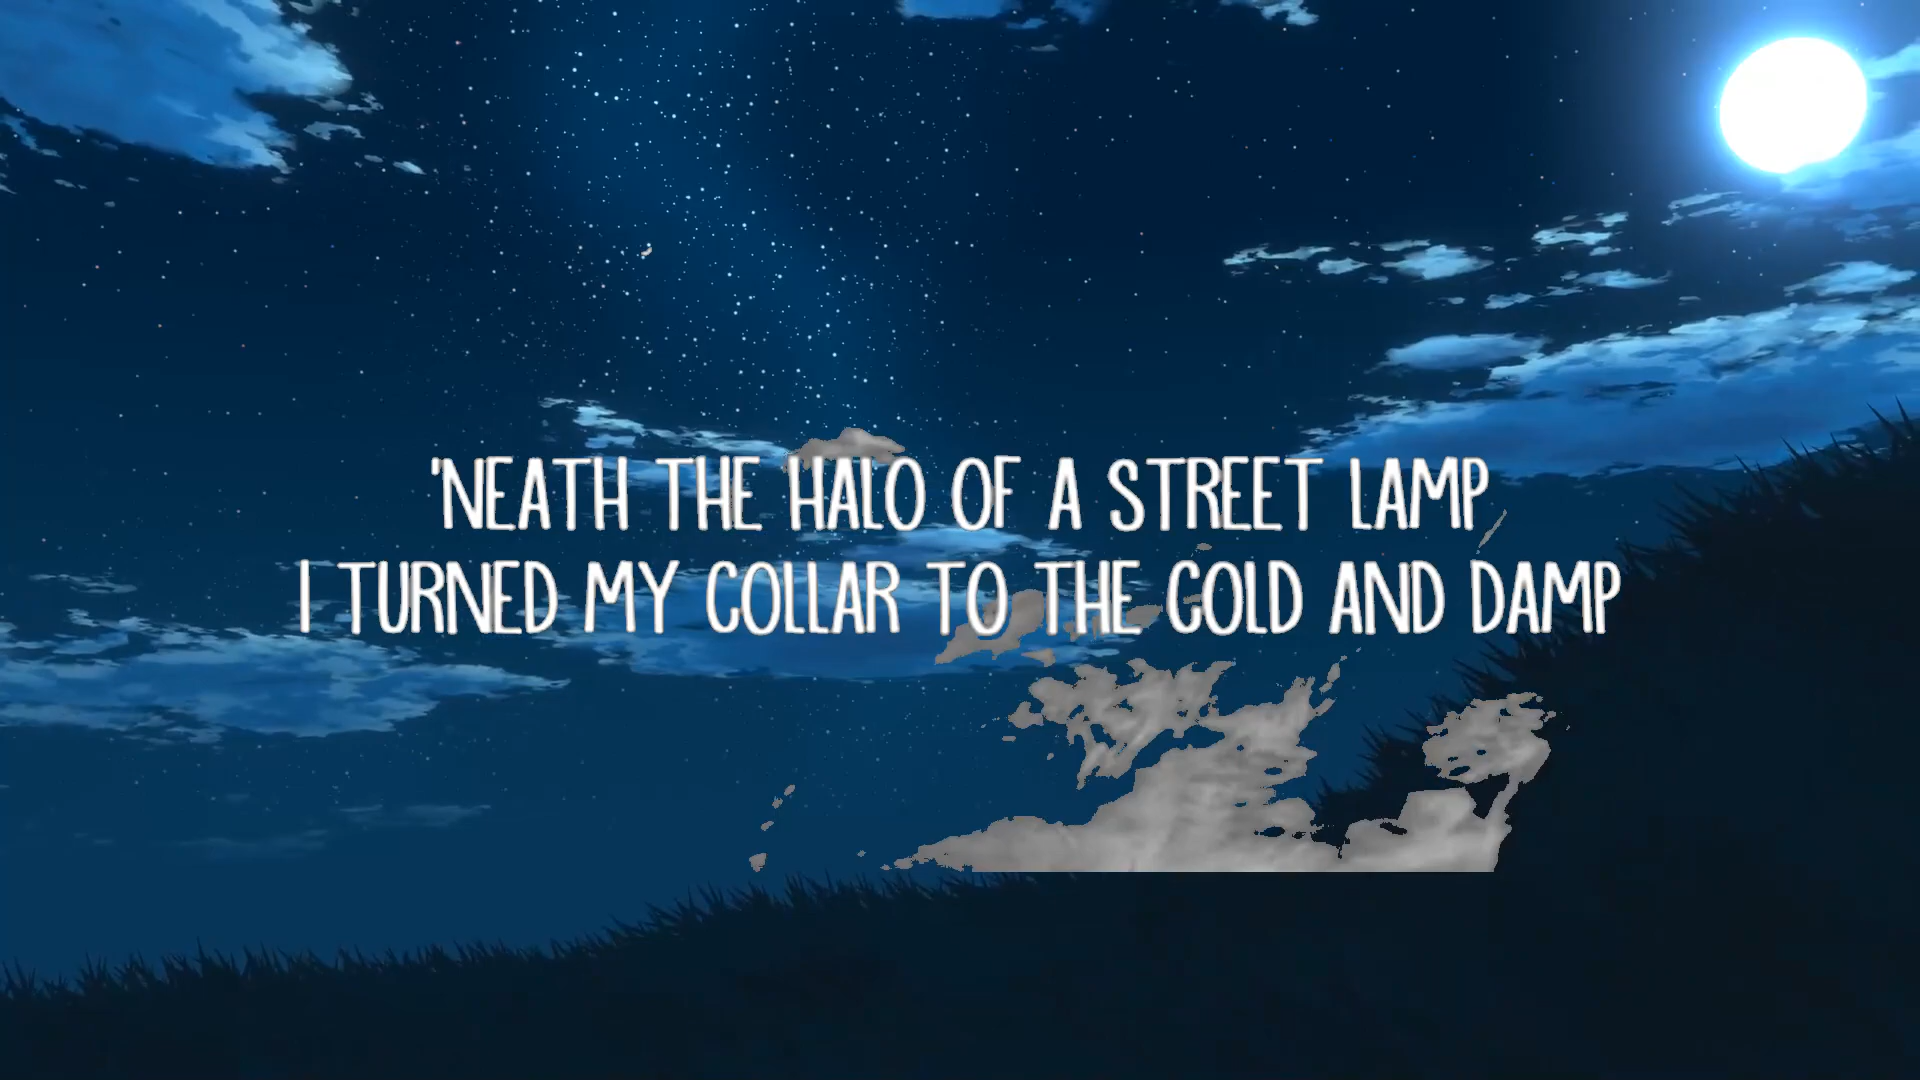 'NEATH THE HALO OF A STREET LAMP
I TURNED MY COLLAR TO THE COLD AND DAMP